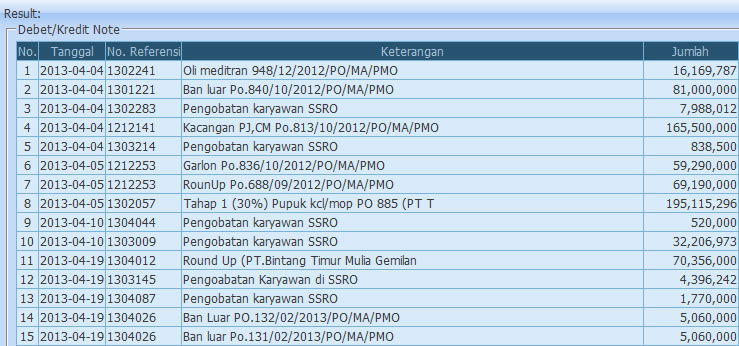 Result:
Debet/Kredit Note
No. Tanggal No. Referensi Keterangan Jumlah
1 2013-04-04 1302241 Oli meditran 948/12/2012/PO/MA/PMO 16,169,787
2 2013-04-04 1301221 Ban luar Po.840/10/2012/PO/MA/PMO 81,000,000
3 2013-04-04 1302283 Pengobatan karyawan SSRO 7,988,012
4 2013-04-04 1212141 Kacangan PJ,CM Po.813/10/2012/PO/MA/PMO 165,500,000
5 2013-04-04 1303214 Pengobatan karyawan SSRO 838,500
6 2013-04-05 1212253 Garlon Po.836/10/2012/PO/MA/PMO 59,290,000
7 2013-04-05 1212253 RounUp Po.688/09/2012/PO/MA/PMO 69,190,000
8 2013-04-05 1302057 Tahap 1 (30%) Pupuk kcl/mop PO 885 (PT T 195,115,296
9 2013-04-10 1304044 Pengobatan karyawan SSRO 520,000
10 2013-04-10 1303009 Pengobatan karyawan SSRO 32,206,973
11 2013-04-19 1304012 Round Up (PT.Bintang Timur Mulia Gemilan 70,356,000
12 2013-04-19 1303145 Pengoabatan Karyawan di SSRO 4,396,242
13 2013-04-19 1304087 Pengobatan karyawan SSRO 1,770,000
14 2013-04-19 1304026 Ban Luar PO.132/02/2013/PO/MA/PMO 5,060,000
15 2013-04-19 1304026 Ban luar Po.131/02/2013/PO/MA/PMO 5,060,000